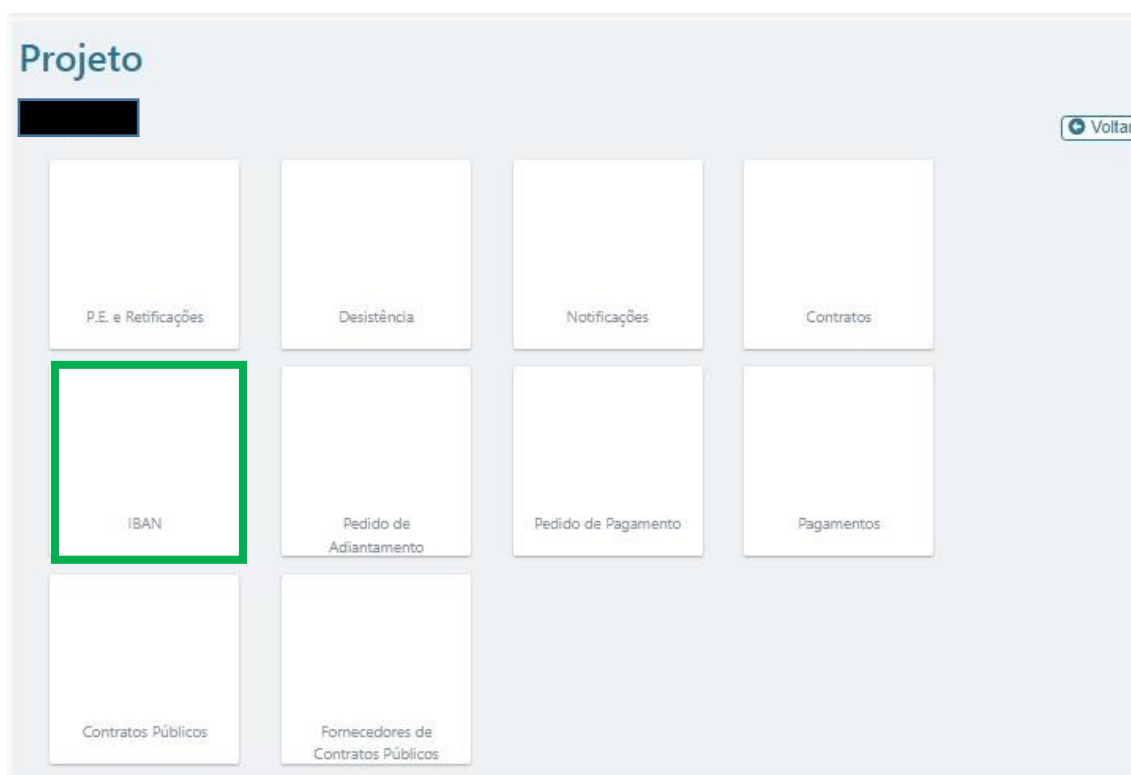 Projeto
Voltar
P.E. e Retificações
Desistência
Notificações
Contratos
IBAN
Pedido de
Adiantamento
Pedido de Pagamento
Pagamentos
Contratos Públicos
Fornecedores de
Contratos Públicos